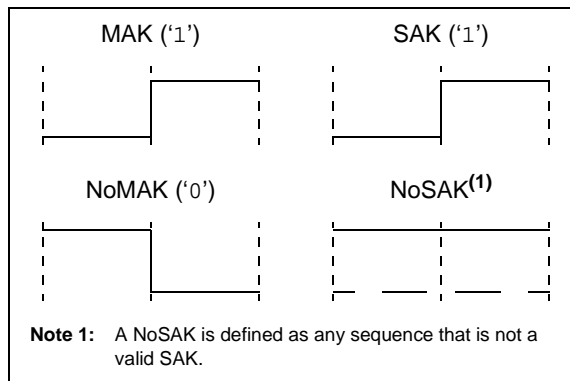 MAK (‘1’) SAK (‘1’)
NoMAK (‘0’) NoSAK(1)
Note 1: A NoSAK is defined as any sequence that is not a
valid SAK.